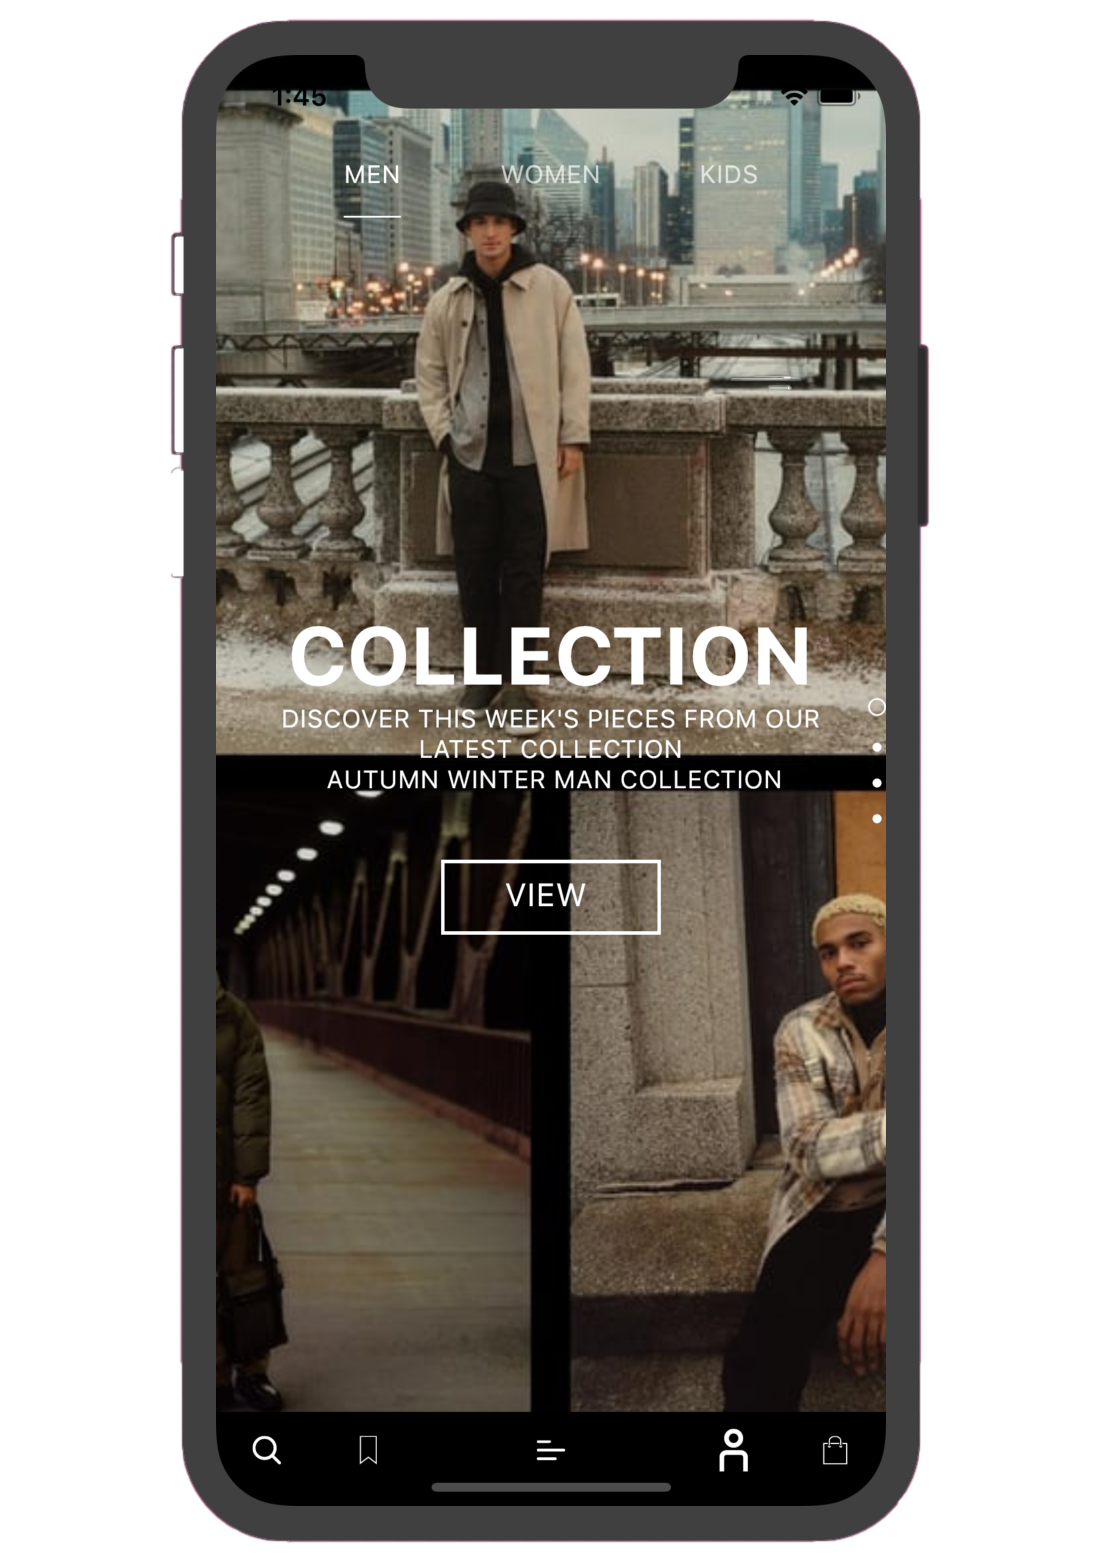 1:45
MEN WOMEN KIDS
COLLECTION
DISCOVER THIS WEEK'S PIECES FROM OUR
LATEST COLLECTION
AUTUMN WINTER MAN COLLECTION
VIEW